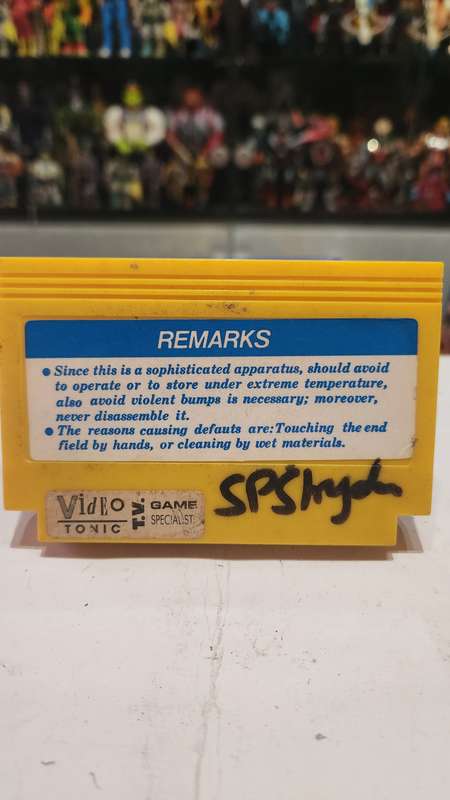 REMARKS
● Since this is a sophisticated apparatus, should avoid
to operate or to store under extreme temperature,
also avoid violent bumps is necessary; moreover,
never disassemble it.
● The reasons causing defauts are: Touching the end
field by hands, or cleaning by wet materials.
VidEO
TONIC
T.V.
GAME
SPECIALIST